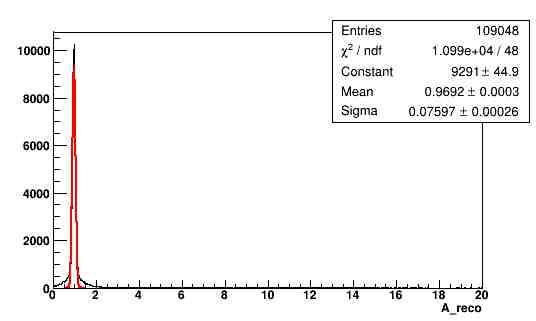 Entries 109048
χ² / ndf 1.099e+04 / 48
Constant 9291 ± 44.9
Mean 0.9692 ± 0.0003
Sigma 0.07597 ± 0.00026
10000
8000
6000
4000
2000
0
0 2 4 6 8 10 12 14 16 18 20
A_reco